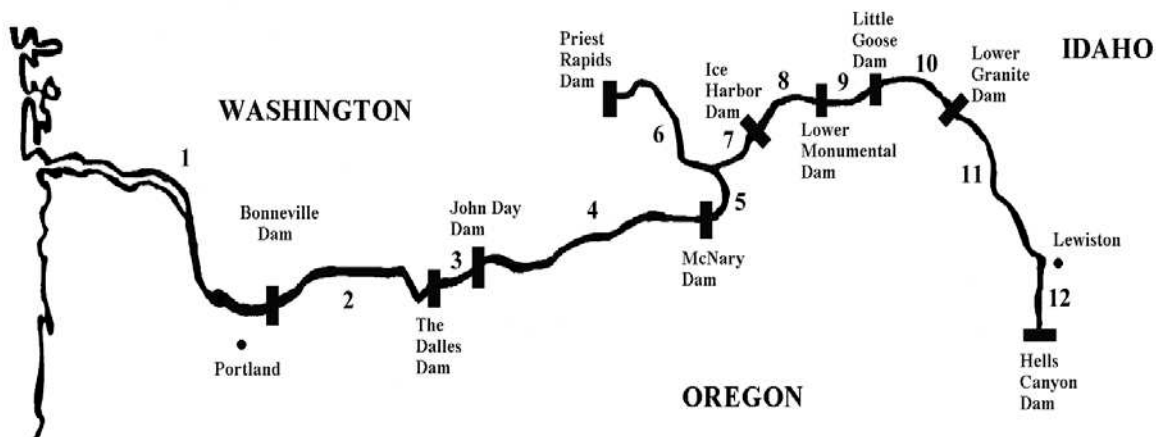 Little
Goose
Dam
10
IDAHO
Priest
Rapids
Dam
Ice
Harbor
Dam
8
9
Lower
Granite
Dam
WASHINGTON
6
7
Lower
Monumental
Dam
1
11
Bonneville
Dam
John Day
Dam
4
5
3
McNary
Dam
Lewiston
2
12
The
Dalles
Dam
Portland
Hells
Canyon
Dam
OREGON